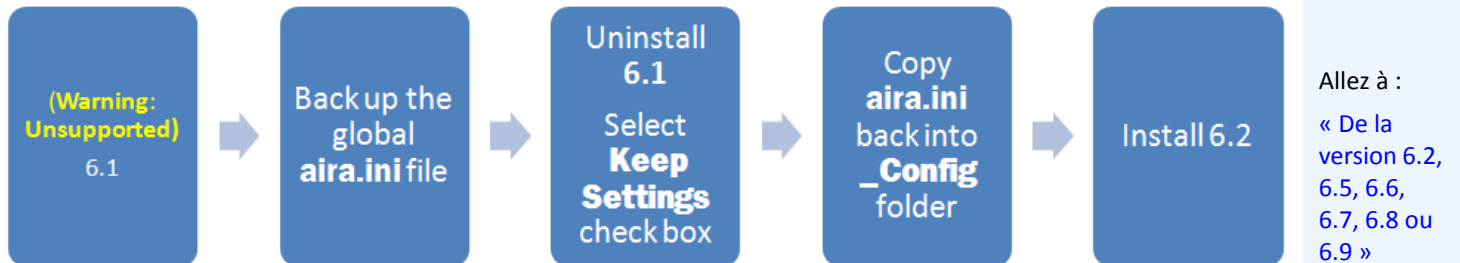 (Warning:
Unsupported)
6.1
Back up the
global
aira.ini file
Uninstall
6.1
Select
Keep
Settings
check box
Copy
aira.ini
back into
_Config
folder
Install 6.2
Allez à :
« De la
version 6.2,
6.5, 6.6,
6.7, 6.8 ou
6.9 »